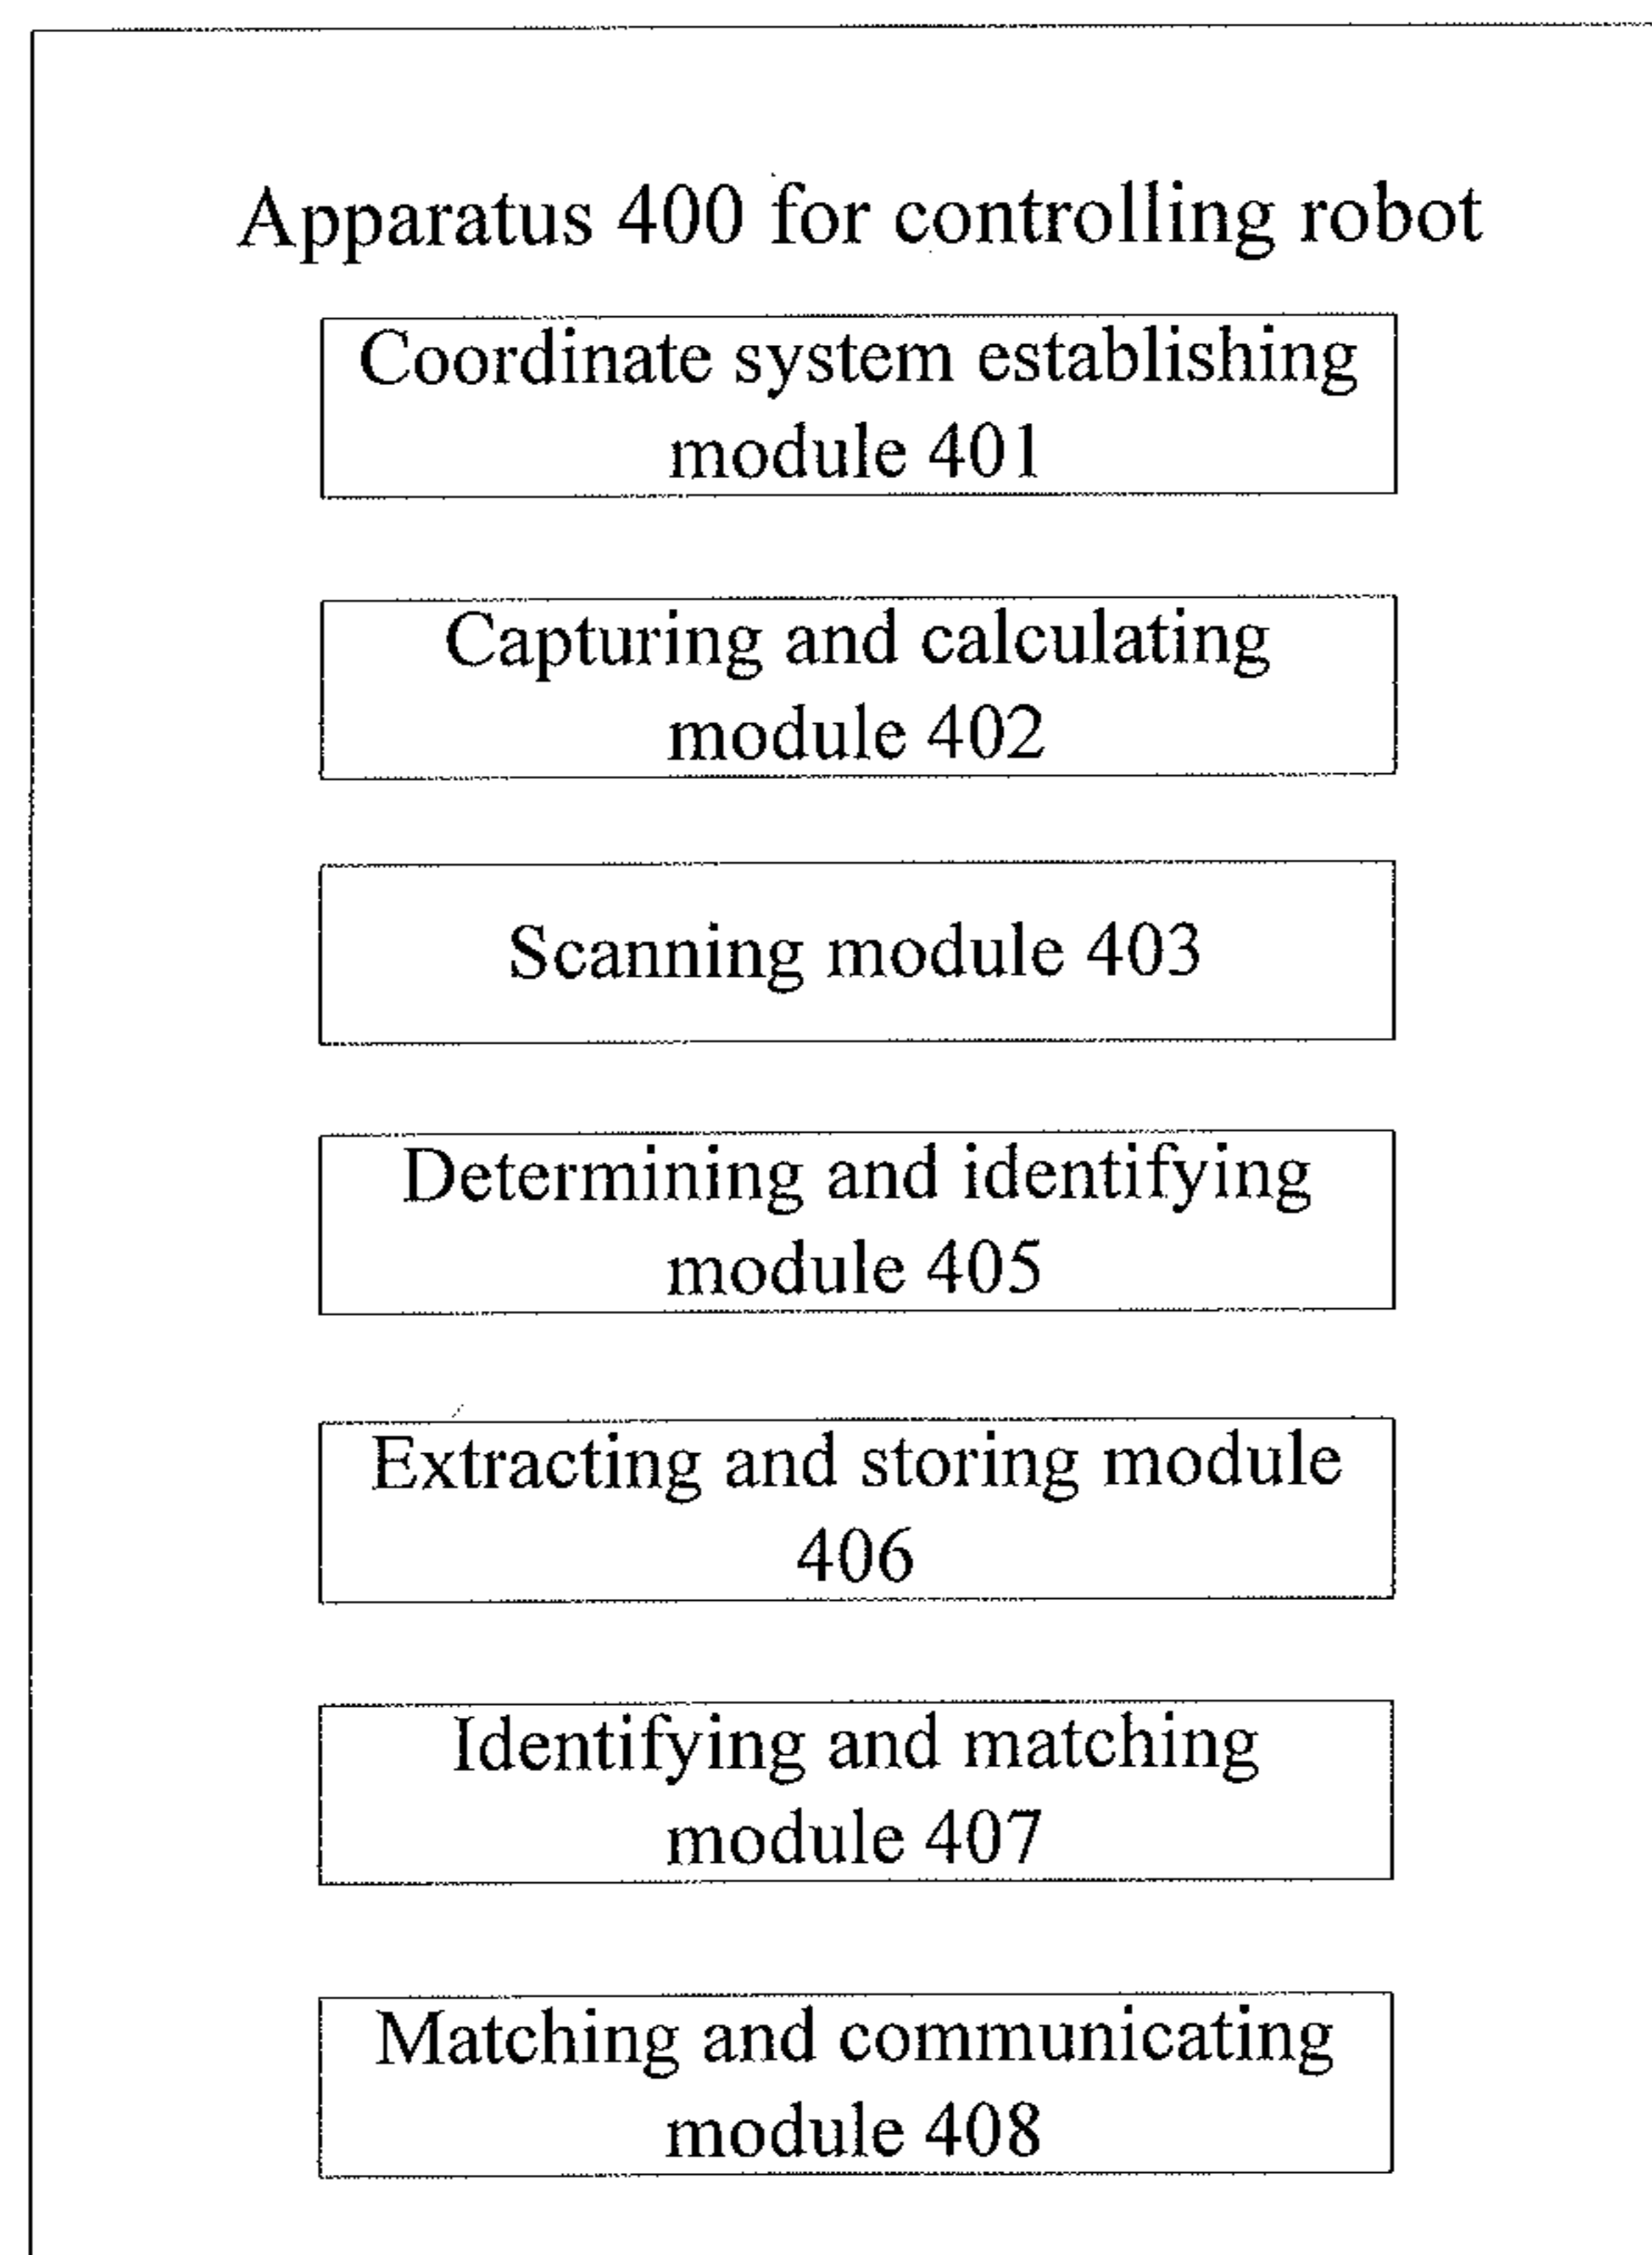 Apparatus 400 for controlling robot
Coordinate system establishing
module 401
Capturing and calculating
module 402
Scanning module 403
Determining and identifying
module 405
Extracting and storing module
406
Identifying and matching
module 407
Matching and communicating
module 408